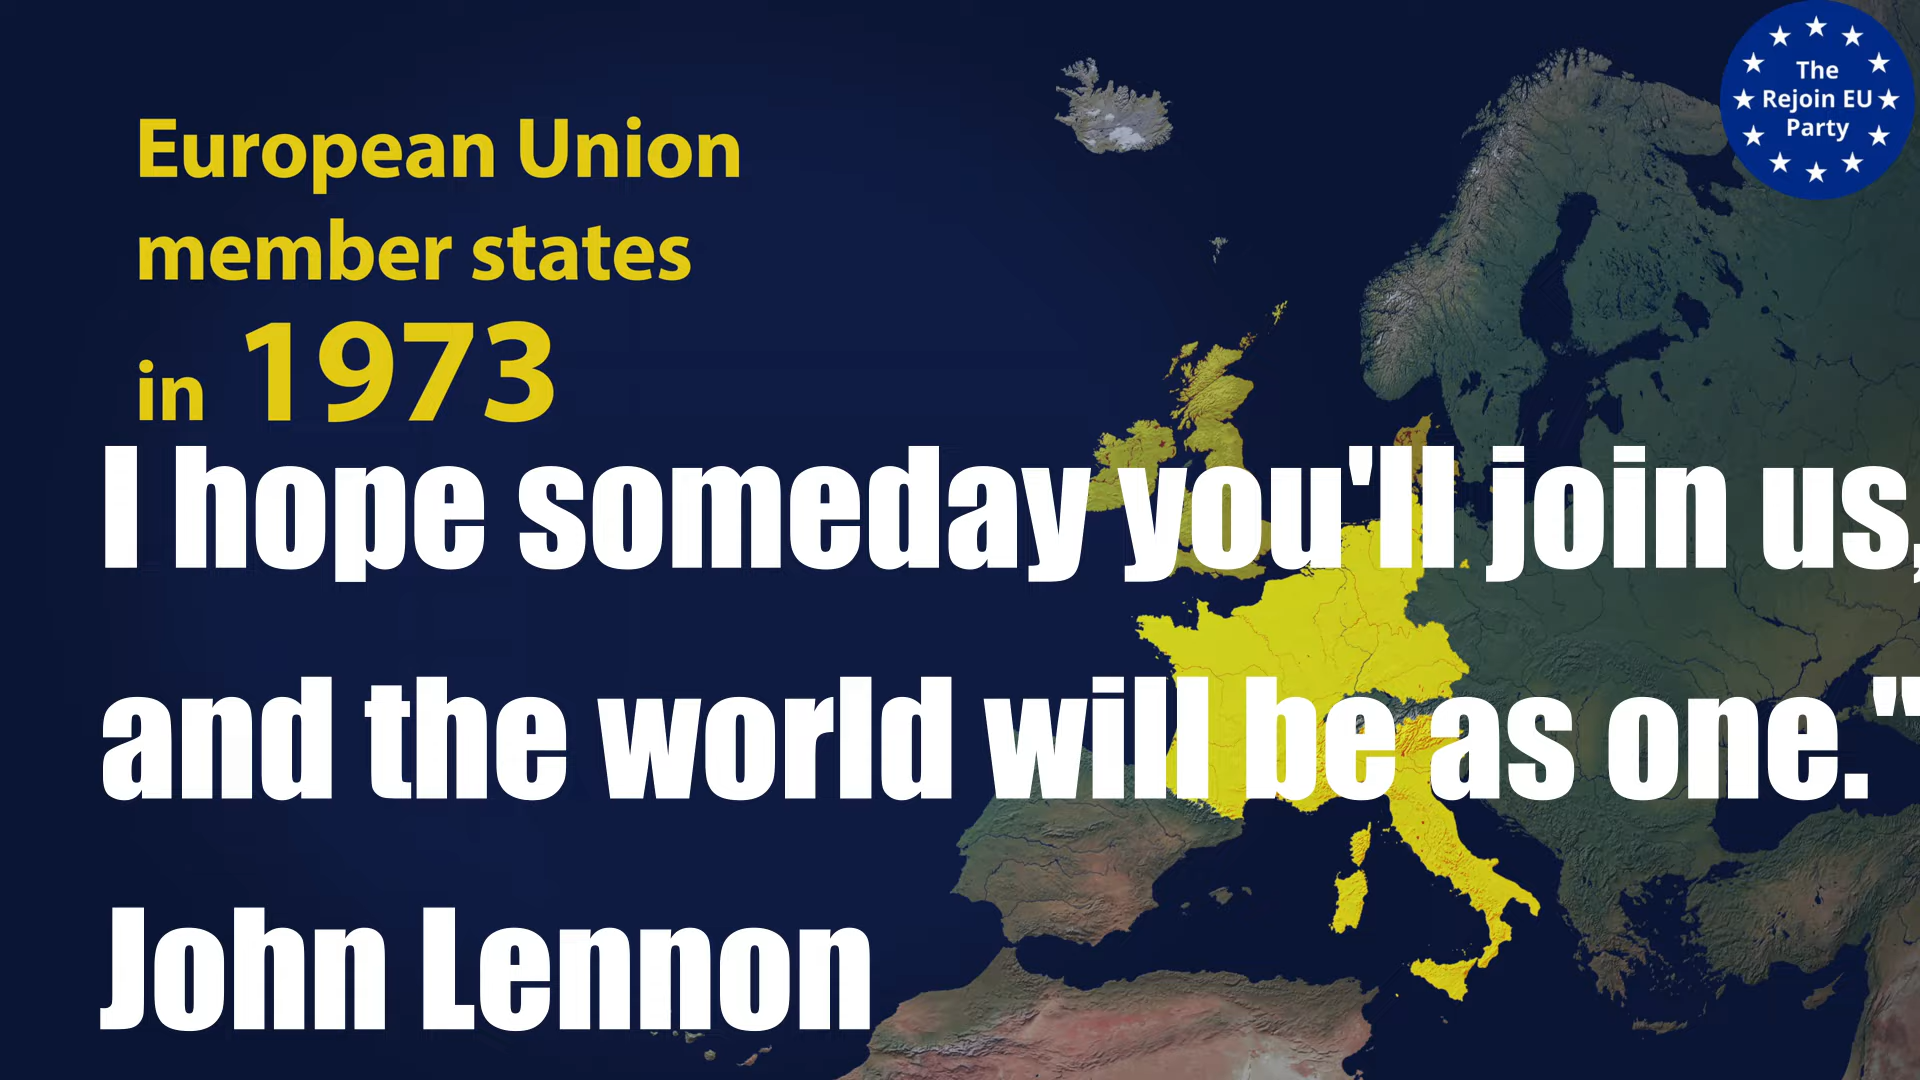 The
Rejoin EU
Party
European Union
member states
in 1973
I hope someday you'll join us,
and the world will be as one."
John Lennon